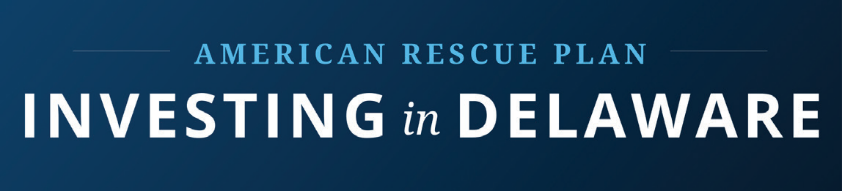 AMERICAN RESCUE PLAN
INVESTING in DELAWARE